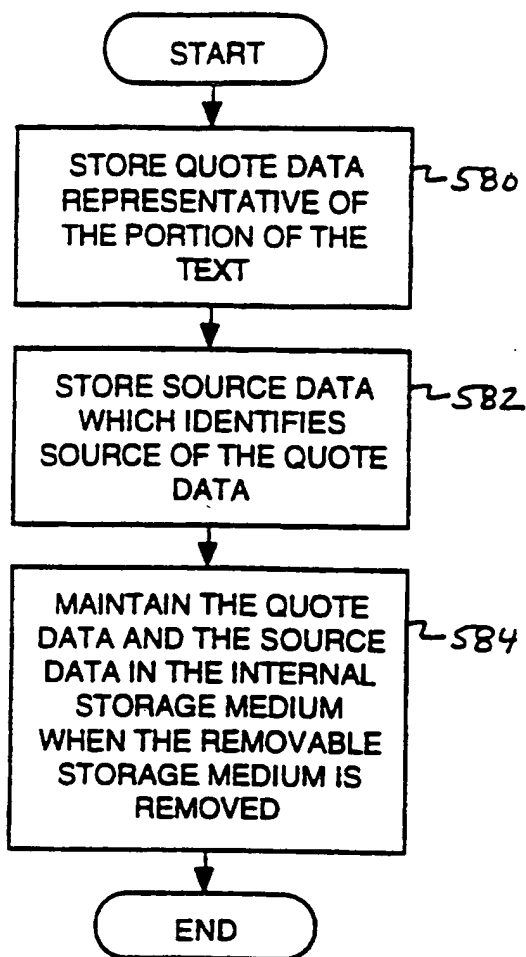 START
STORE QUOTE DATA
REPRESENTATIVE OF
THE PORTION OF THE
TEXT
580
STORE SOURCE DATA
WHICH IDENTIFIES
SOURCE OF THE QUOTE
DATA
582
MAINTAIN THE QUOTE
DATA AND THE SOURCE
DATA IN THE INTERNAL
STORAGE MEDIUM
WHEN THE REMOVABLE
STORAGE MEDIUM IS
REMOVED
584
END